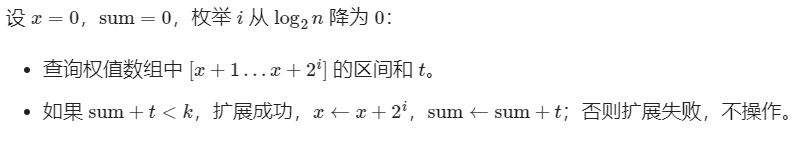 设 x = 0，sum = 0，枚举 i 从 log₂ n 降为 0：
• 查询权值数组中 [x + 1 … x + 2ⁱ] 的区间和 t。
• 如果 sum + t < k，扩展成功，x ← x + 2ⁱ，sum ← sum + t；否则扩展失败，不操作。